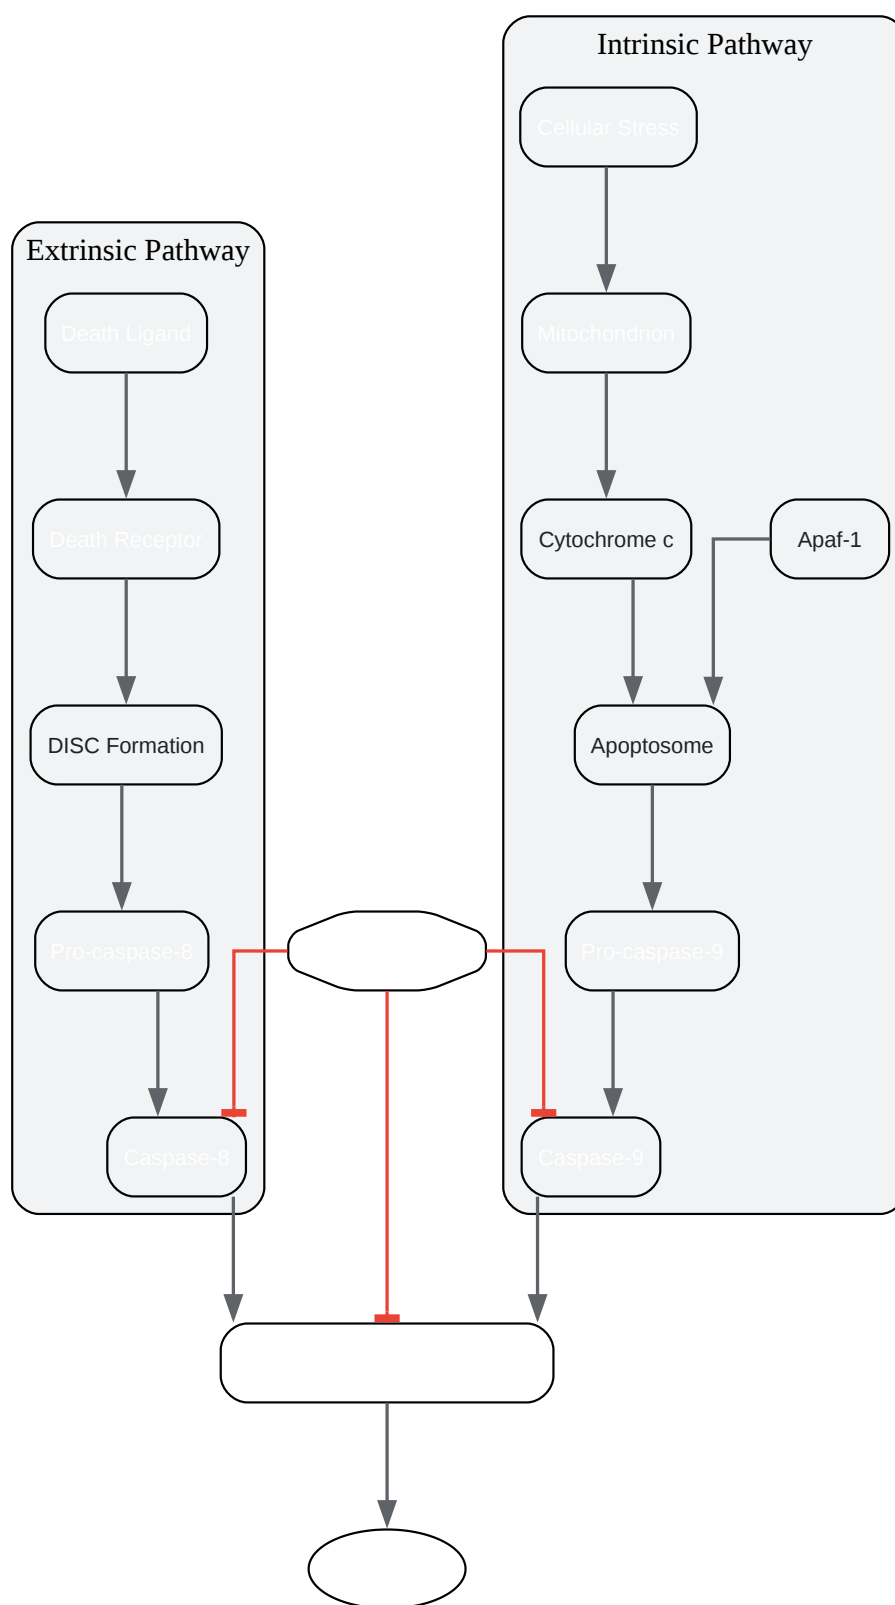 Intrinsic Pathway
Cellular Stress
Extrinsic Pathway
Death Ligand
Mitochondrion
Death Receptor
Cytochrome c
Apaf-1
DISC Formation
Apoptosome
Pro-caspase-8
Pro-caspase-9
Caspase-8
Caspase-9